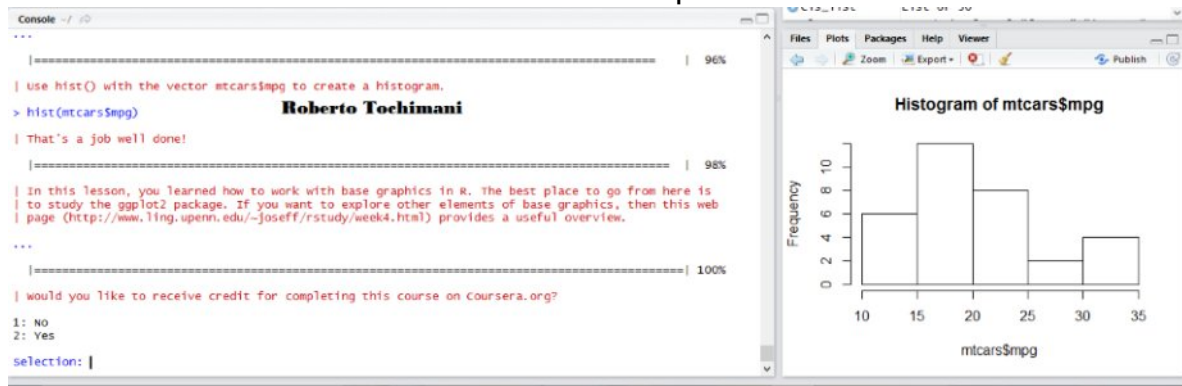 Console ~/
...
|======================================================================================== | 96%
| Use hist() with the vector mtcars$mpg to create a histogram.
> hist(mtcars$mpg)
Roberto Tochimani
| That's a job well done!
|========================================================================================== | 98%
| In this lesson, you learned how to work with base graphics in R. The best place to go from here is
| to study the ggplot2 package. If you want to explore other elements of base graphics, then this web
| page (http://www.ling.upenn.edu/~joseff/rstudy/week4.html) provides a useful overview.
...
|============================================================================================| 100%
| Would you like to receive credit for completing this course on Coursera.org?
1: No
2: Yes
Selection:
Files Plots Packages Help Viewer
Zoom Export Publish
Histogram of mtcars$mpg
Frequency
0 2 4 6 8 10
10 15 20 25 30 35
mtcars$mpg